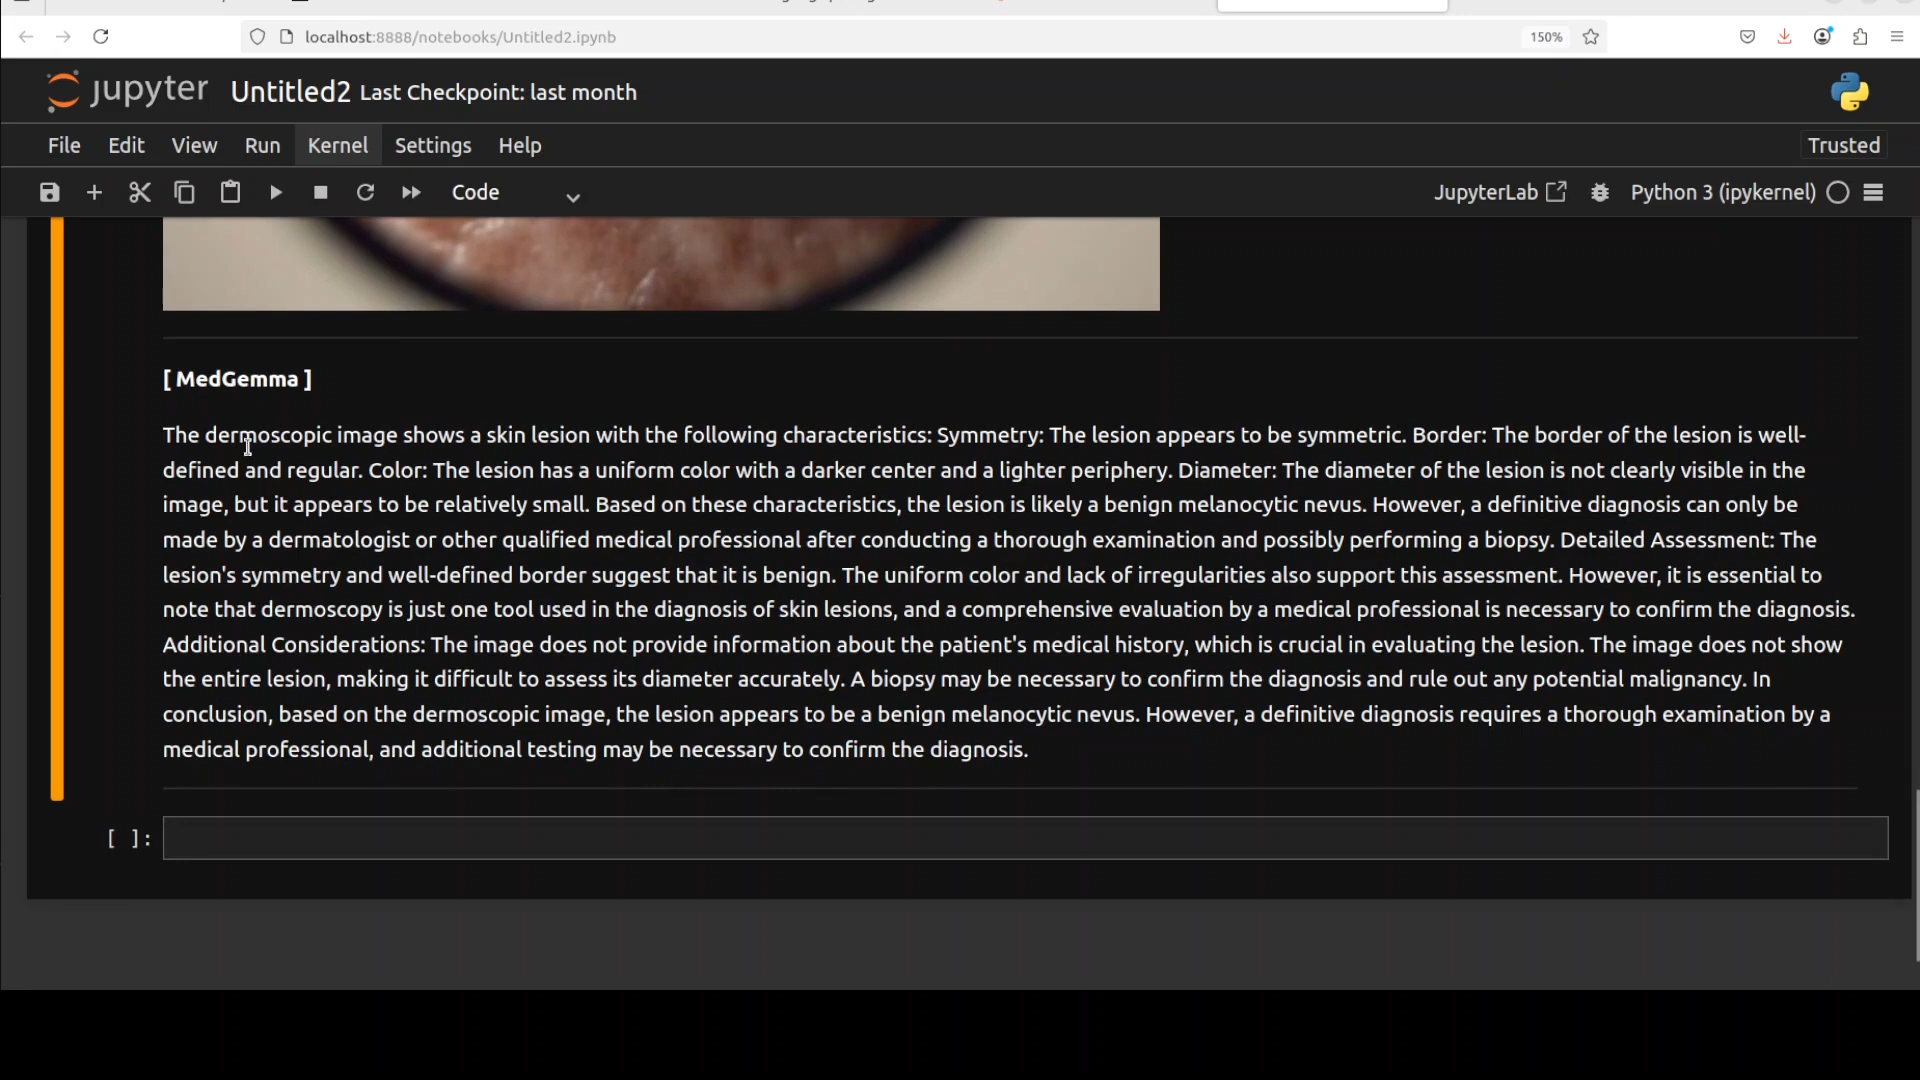 localhost:8888/notebooks/Untitled2.ipynb
150%
jupyter Untitled2 Last Checkpoint: last month
File Edit View Run Kernel Settings Help
Trusted
Code
JupyterLab
Python 3 (ipykernel)
[ MedGemma ]
The dermoscopic image shows a skin lesion with the following characteristics: Symmetry: The lesion appears to be symmetric. Border: The border of the lesion is well-
defined and regular. Color: The lesion has a uniform color with a darker center and a lighter periphery. Diameter: The diameter of the lesion is not clearly visible in the
image, but it appears to be relatively small. Based on these characteristics, the lesion is likely a benign melanocytic nevus. However, a definitive diagnosis can only be
made by a dermatologist or other qualified medical professional after conducting a thorough examination and possibly performing a biopsy. Detailed Assessment: The
lesion's symmetry and well-defined border suggest that it is benign. The uniform color and lack of irregularities also support this assessment. However, it is essential to
note that dermoscopy is just one tool used in the diagnosis of skin lesions, and a comprehensive evaluation by a medical professional is necessary to confirm the diagnosis.
Additional Considerations: The image does not provide information about the patient's medical history, which is crucial in evaluating the lesion. The image does not show
the entire lesion, making it difficult to assess its diameter accurately. A biopsy may be necessary to confirm the diagnosis and rule out any potential malignancy. In
conclusion, based on the dermoscopic image, the lesion appears to be a benign melanocytic nevus. However, a definitive diagnosis requires a thorough examination by a
medical professional, and additional testing may be necessary to confirm the diagnosis.
[ ]: